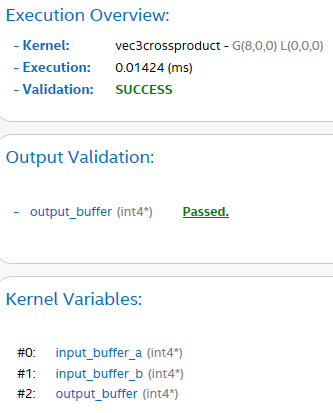 Execution Overview:
- Kernel: vec3crossproduct - G(8,0,0) L(0,0,0)
- Execution: 0.01424 (ms)
- Validation: SUCCESS
Output Validation:
- output_buffer (int4*) Passed.
Kernel Variables:
#0: input_buffer_a (int4*)
#1: input_buffer_b (int4*)
#2: output_buffer (int4*)